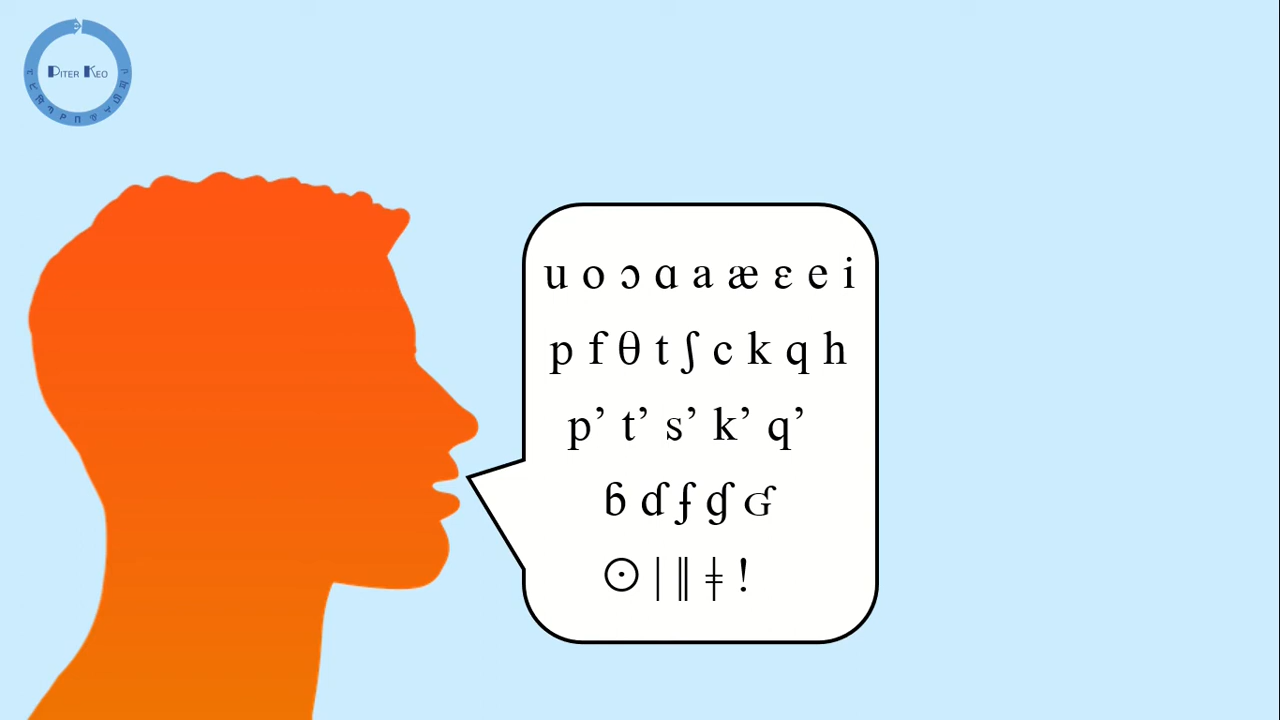 PITER KEO
u o ɔ ɑ a æ ɛ e i
p f θ t ʃ c k q h
p’ t’ s’ k’ q’
ɓ ɗ ʄ ɠ ʛ
ʘ | ‖ ǂ !